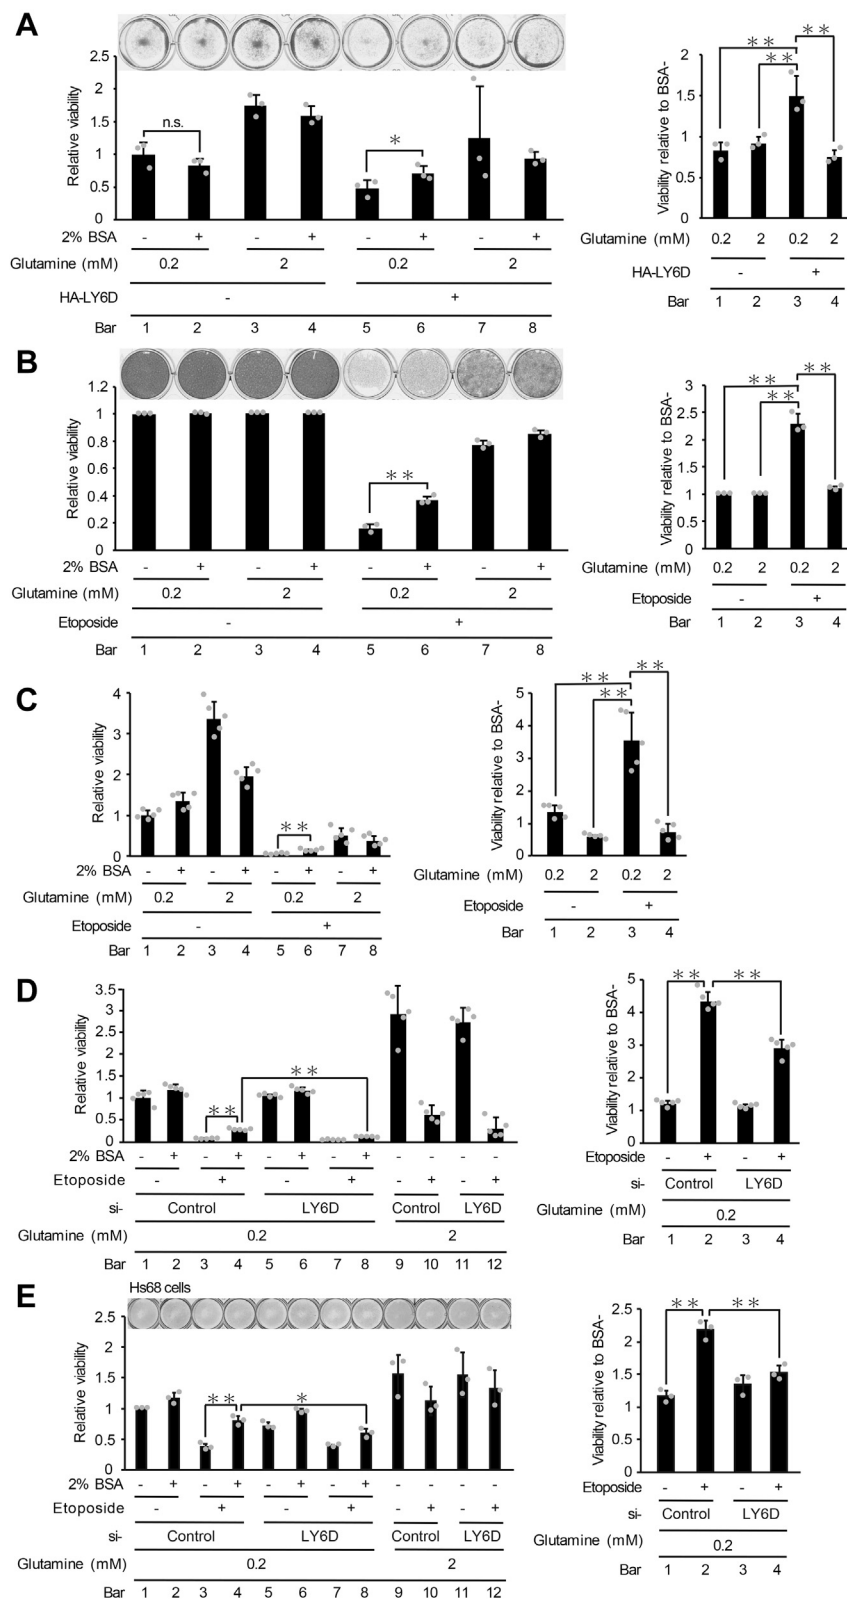 A
2.5
2
1.5
1
0.5
0
Relative viability
n.s.
*
2% BSA - + - + - + - +
Glutamine (mM) 0.2 2 0.2 2
HA-LY6D - +
Bar 1 2 3 4 5 6 7 8
2
1.5
1
0.5
0
Viability relative to BSA-
** **
**
Glutamine (mM) 0.2 2 0.2 2
HA-LY6D - +
Bar 1 2 3 4
B
1.2
1
0.8
0.6
0.4
0.2
0
Relative viability
**
2% BSA - + - + - + - +
Glutamine (mM) 0.2 2 0.2 2
Etoposide - +
Bar 1 2 3 4 5 6 7 8
3
2.5
2
1.5
1
0.5
0
Viability relative to BSA-
** **
**
Glutamine (mM) 0.2 2 0.2 2
Etoposide - +
Bar 1 2 3 4
C
4
3
2
1
0
Relative viability
**
2% BSA - + - + - + - +
Glutamine (mM) 0.2 2 0.2 2
Etoposide - +
Bar 1 2 3 4 5 6 7 8
5
4
3
2
1
0
Viability relative to BSA-
** **
**
Glutamine (mM) 0.2 2 0.2 2
Etoposide - +
Bar 1 2 3 4
D
3.5
3
2.5
2
1.5
1
0.5
0
Relative viability
**
**
2% BSA - + - + - + - + - - - -
Etoposide - + - + - + - +
si- Control LY6D Control LY6D
Glutamine (mM) 0.2 2
Bar 1 2 3 4 5 6 7 8 9 10 11 12
5
4
3
2
1
0
Viability relative to BSA-
** **
Etoposide - + - +
si- Control LY6D
Glutamine (mM) 0.2
Bar 1 2 3 4
E
Hs68 cells
2.5
2
1.5
1
0.5
0
Relative viability
** *
2% BSA - + - + - + - + - - - -
Etoposide - + - + - + - +
si- Control LY6D Control LY6D
Glutamine (mM) 0.2 2
Bar 1 2 3 4 5 6 7 8 9 10 11 12
2.5
2
1.5
1
0.5
0
Viability relative to BSA-
** **
Etoposide - + - +
si- Control LY6D
Glutamine (mM) 0.2
Bar 1 2 3 4